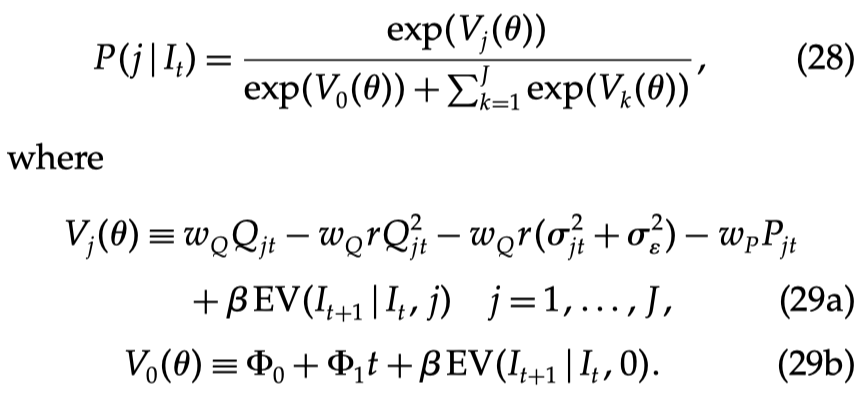 P(j | I_t) = exp(V_j(θ)) / (exp(V_0(θ)) + ∑_{k=1}^{J} exp(V_k(θ))), (28)
where
V_j(θ) ≡ w_Q Q_{jt} − w_Q r Q_{jt}^2 − w_Q r(σ_{jt}^2 + σ_ε^2) − w_P P_{jt}
+ β EV(I_{t+1} | I_t, j) j = 1, . . . , J, (29a)
V_0(θ) ≡ Φ_0 + Φ_1 t + β EV(I_{t+1} | I_t, 0). (29b)